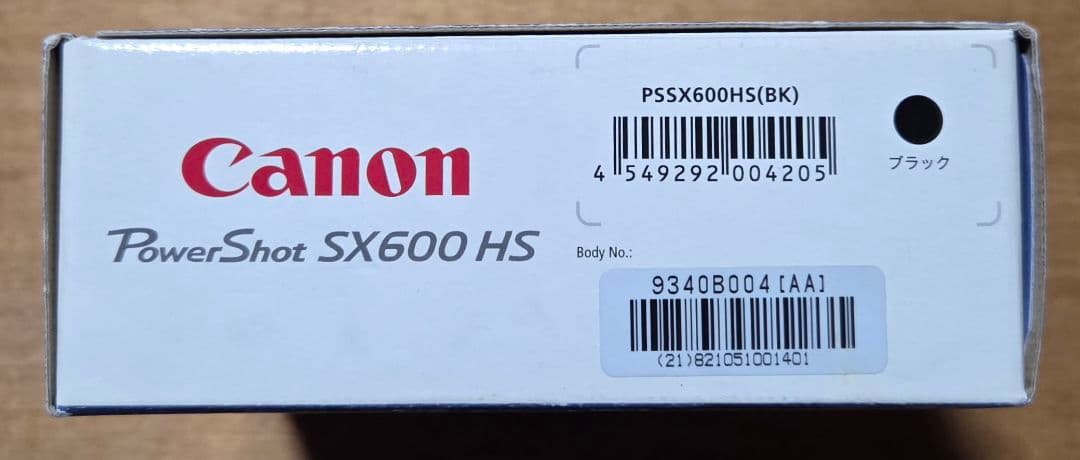 Canon
PowerShot SX600 HS
PSSX600HS(BK)
4 549292 004205
ブラック
Body No.:
9340B004[AA]
(21)821051001401